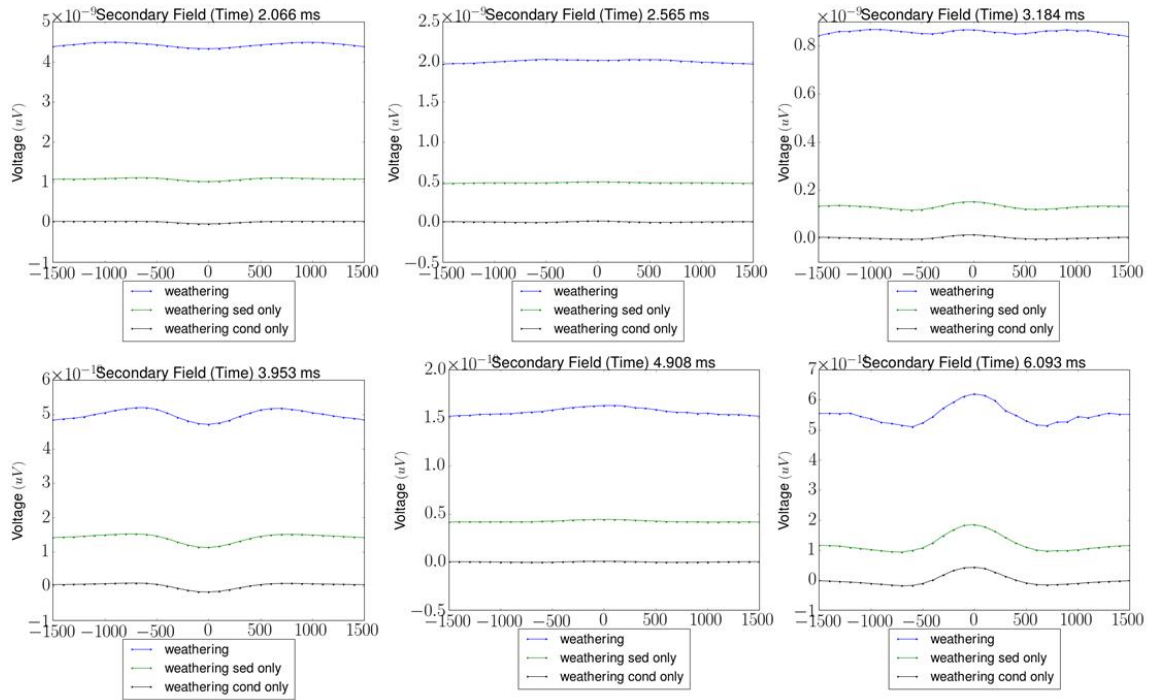 5×10⁻⁹ Secondary Field (Time) 2.066 ms
4
3
2
1
0
−1
Voltage (uV)
−1500 −1000 −500 0 500 1000 1500
weathering
weathering sed only
weathering cond only
2.5×10⁻⁹ Secondary Field (Time) 2.565 ms
2.0
1.5
1.0
0.5
0.0
−0.5
Voltage (uV)
−1500 −1000 −500 0 500 1000 1500
weathering
weathering sed only
weathering cond only
×10⁻⁹ Secondary Field (Time) 3.184 ms
0.8
0.6
0.4
0.2
0.0
Voltage (uV)
−1500 −1000 −500 0 500 1000 1500
weathering
weathering sed only
weathering cond only
Secondary Field (Time) 3.953 ms
6
5
4
3
2
1
0
−1
Voltage (uV)
−1500 −1000 −500 0 500 1000 1500
weathering
weathering sed only
weathering cond only
Secondary Field (Time) 4.908 ms
2.0
1.5
1.0
0.5
0.0
−0.5
Voltage (uV)
−1500 −1000 −500 0 500 1000 1500
weathering
weathering sed only
weathering cond only
Secondary Field (Time) 6.093 ms
7
6
5
4
3
2
1
0
−1
Voltage (uV)
−1500 −1000 −500 0 500 1000 1500
weathering
weathering sed only
weathering cond only